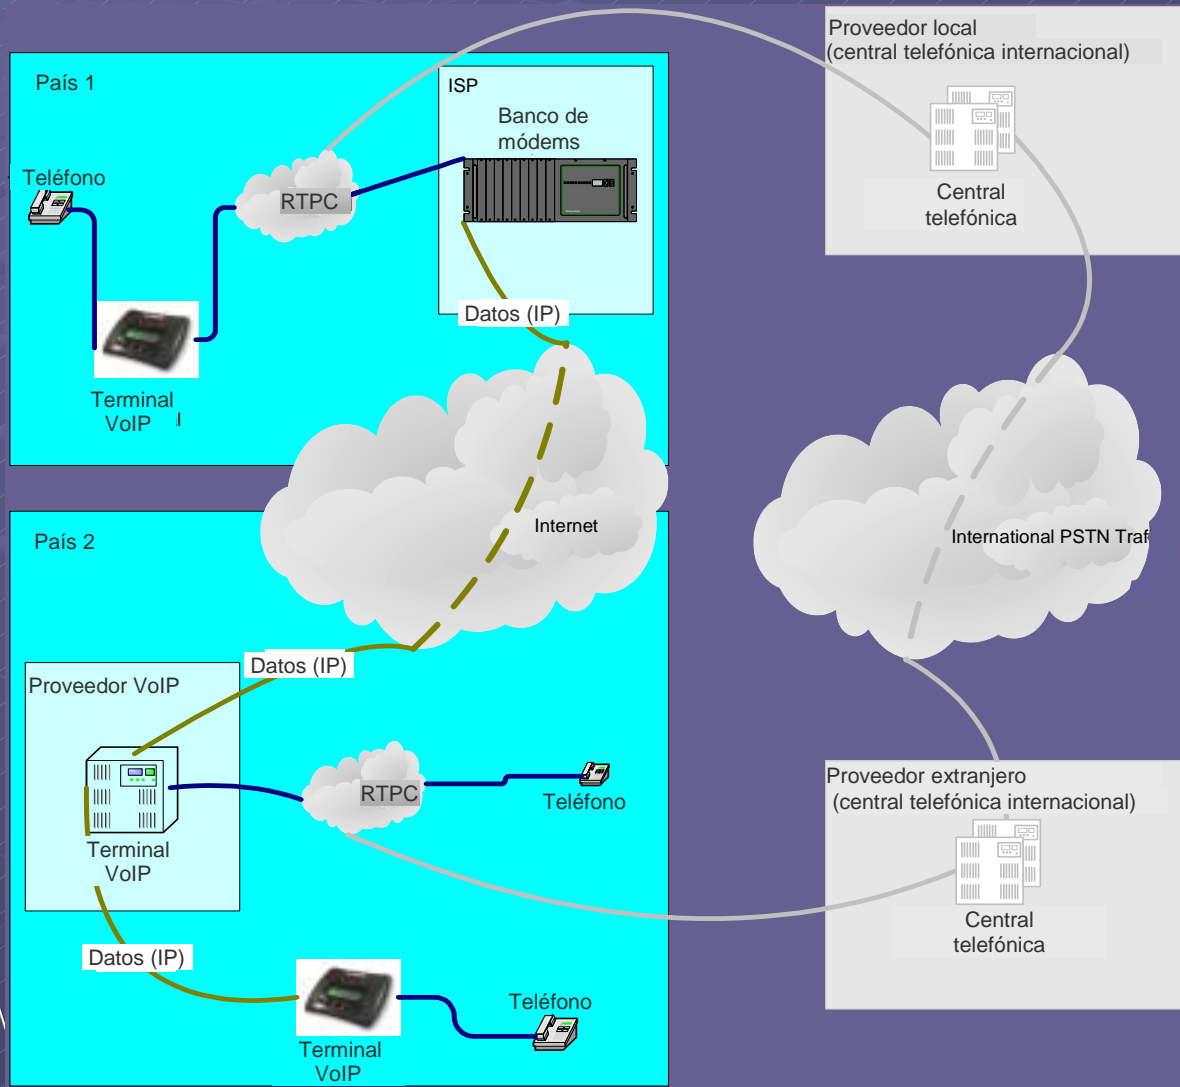 Proveedor local
(central telefónica internacional)
Central
telefónica
País 1
ISP
Banco de
módems
Teléfono
RTPC
Datos (IP)
Terminal
VoIP
Internet
International PSTN Traf
País 2
Datos (IP)
Proveedor VoIP
Terminal
VoIP
RTPC
Teléfono
Proveedor extranjero
(central telefónica internacional)
Central
telefónica
Datos (IP)
Teléfono
Terminal
VoIP